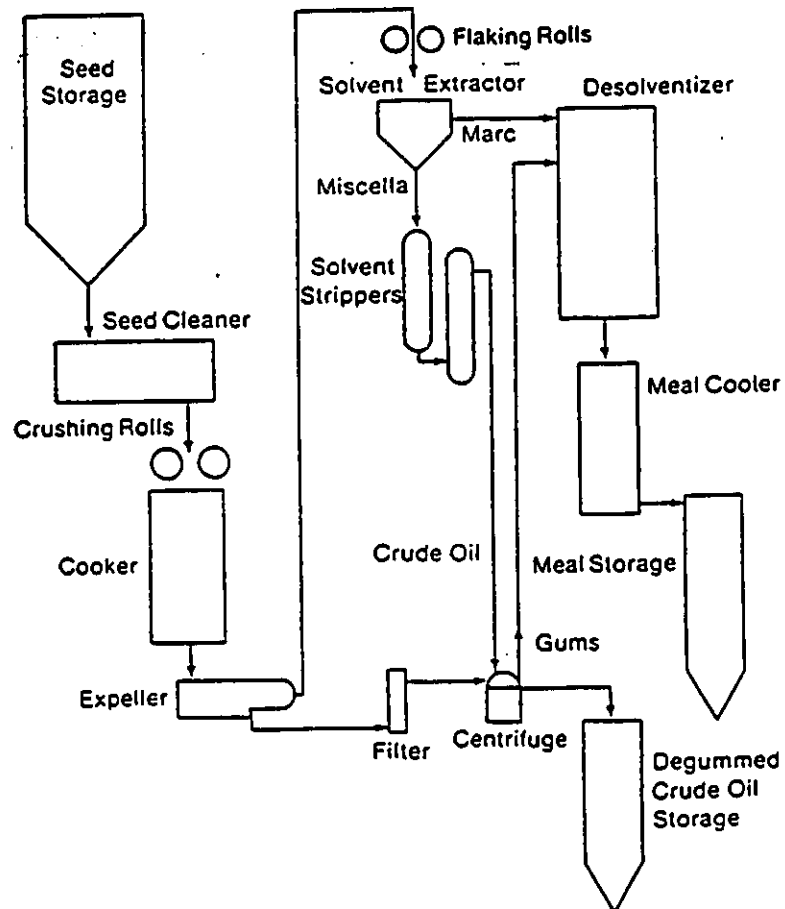 Seed
Storage
Flaking Rolls
Solvent Extractor
Desolventizer
Marc
Miscella
Solvent
Strippers
Seed Cleaner
Meal Cooler
Crushing Rolls
Cooker
Crude Oil
Meal Storage
Gums
Expeller
Filter
Centrifuge
Degummed
Crude Oil
Storage